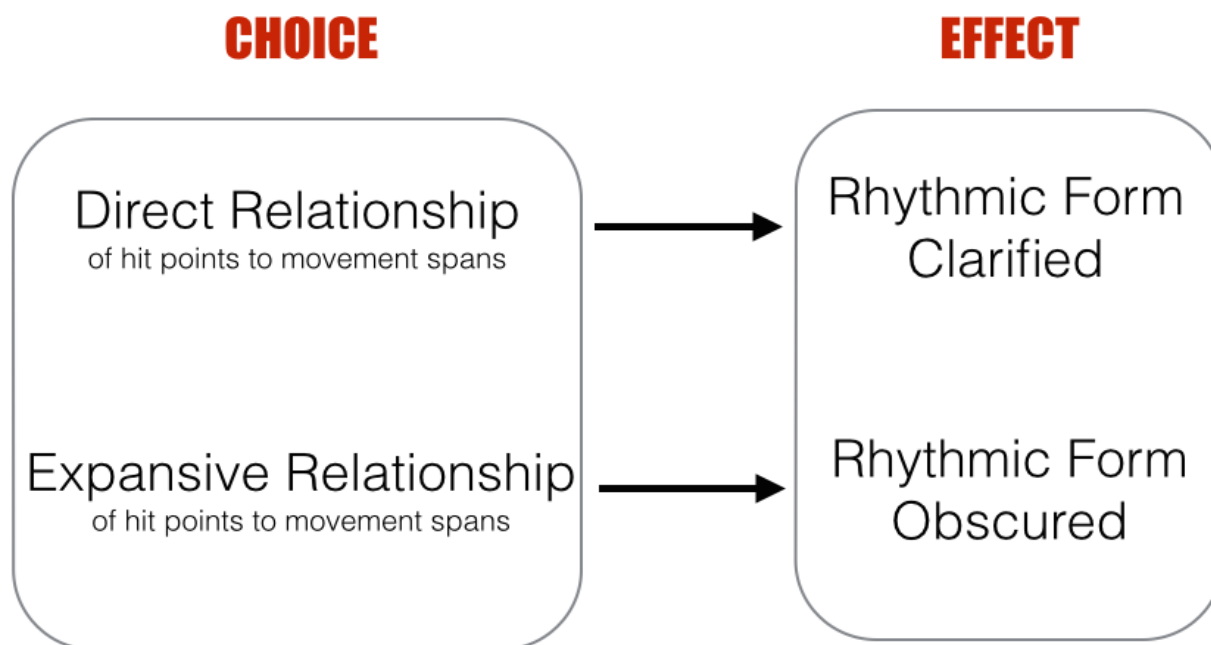 CHOICE
EFFECT
Direct Relationship
of hit points to movement spans
Rhythmic Form
Clarified
Expansive Relationship
of hit points to movement spans
Rhythmic Form
Obscured